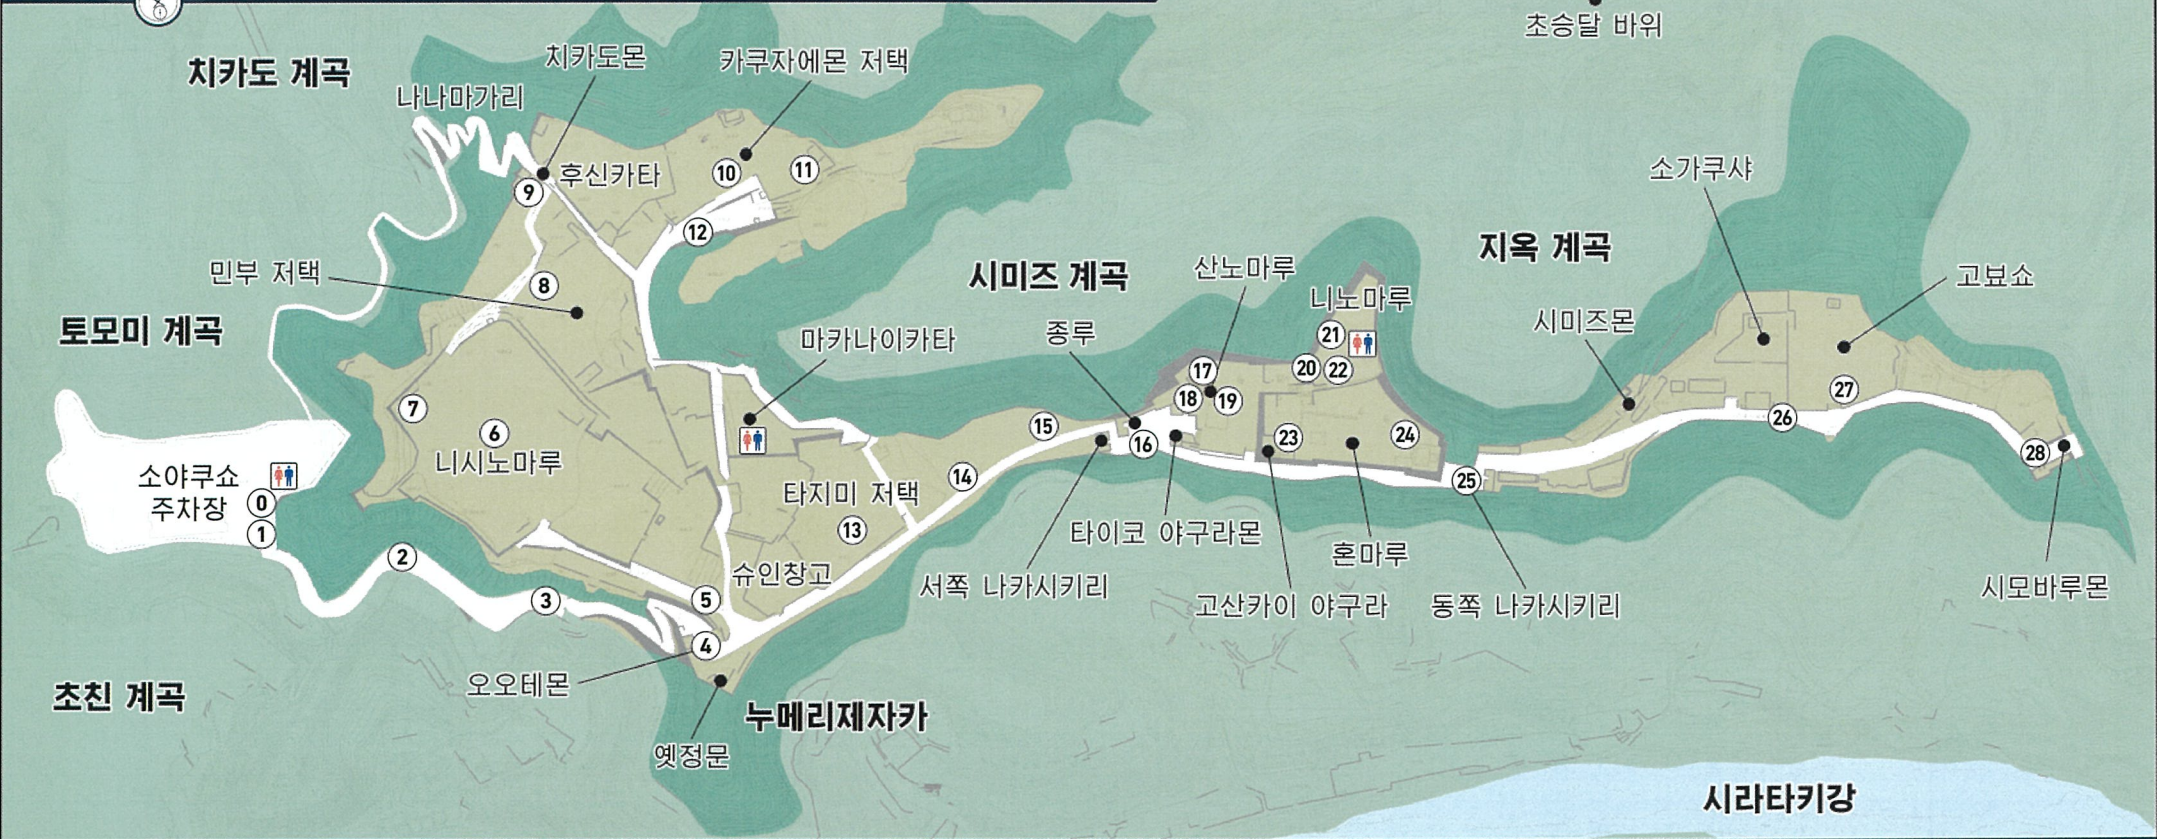 초승달 바위
치카도 계곡
치카도몬
카쿠자에몬 저택
나나마가리
후신카타
9
10
11
12
소가쿠샤
지옥 계곡
고뵤쇼
시미즈몬
민부 저택
8
시미즈 계곡
산노마루
니노마루
종루
토모미 계곡
마카나이카타
21
20
22
17
18
19
7
6
니시노마루
15
16
23
24
27
26
28
소야쿠쇼
주차장
0
1
14
타지미 저택
13
25
타이코 야구라몬
혼마루
2
3
5
슈인창고
서쪽 나카시키리
고산카이 야구라
동쪽 나카시키리
시모바루몬
4
오오테몬
초친 계곡
누메리제자카
옛정문
시라타키강